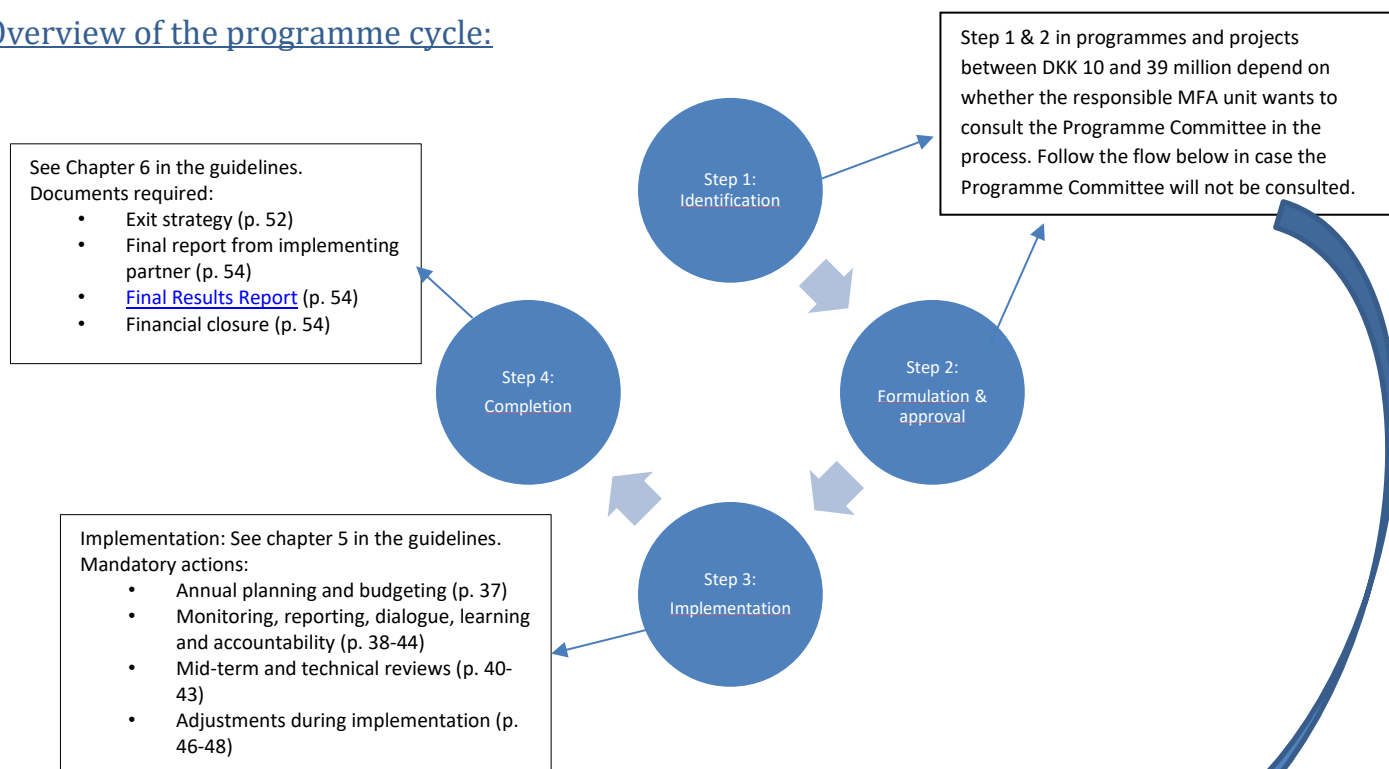 Overview of the programme cycle:
Step 1 & 2 in programmes and projects
between DKK 10 and 39 million depend on
whether the responsible MFA unit wants to
consult the Programme Committee in the
process. Follow the flow below in case the
Programme Committee will not be consulted.
Step 1:
Identification
See Chapter 6 in the guidelines.
Documents required:
• Exit strategy (p. 52)
• Final report from implementing
partner (p. 54)
• Final Results Report (p. 54)
• Financial closure (p. 54)
Step 2:
Formulation &
approval
Step 4:
Completion
Implementation: See chapter 5 in the guidelines.
Mandatory actions:
• Annual planning and budgeting (p. 37)
• Monitoring, reporting, dialogue, learning
and accountability (p. 38-44)
• Mid-term and technical reviews (p. 40-
43)
• Adjustments during implementation (p.
46-48)
Step 3:
Implementation